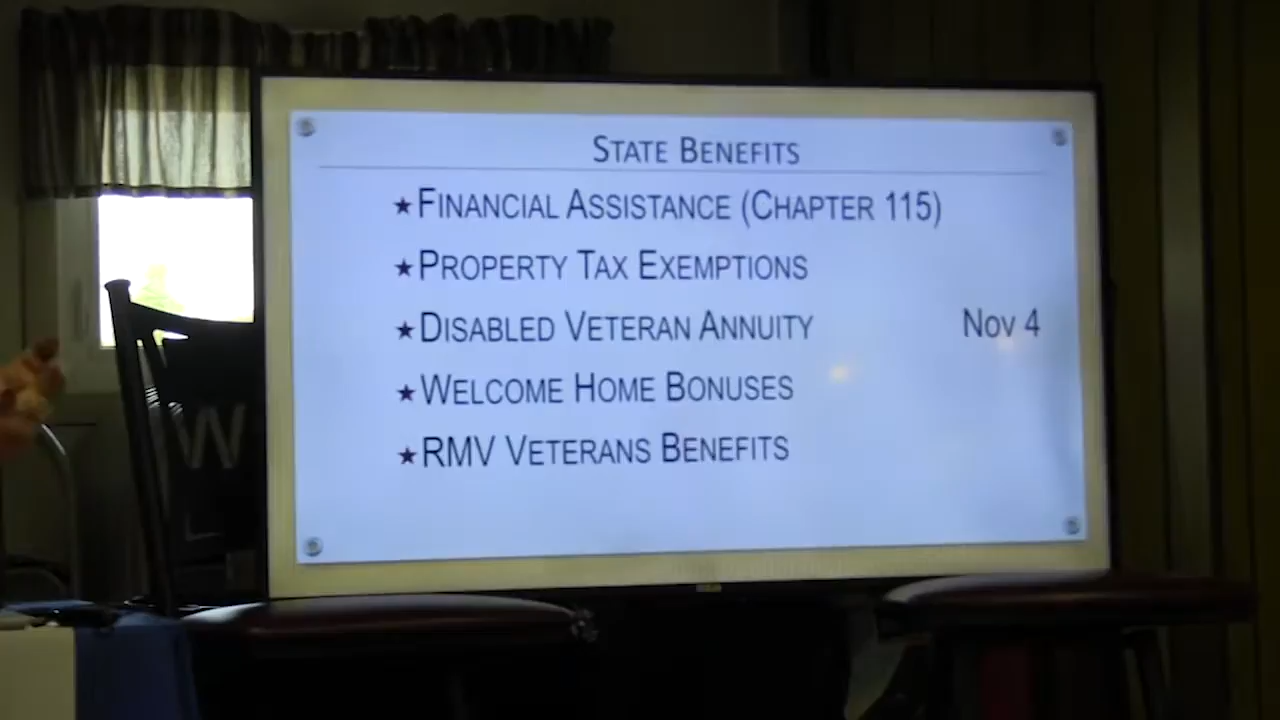 STATE BENEFITS
★FINANCIAL ASSISTANCE (CHAPTER 115)
★PROPERTY TAX EXEMPTIONS
★DISABLED VETERAN ANNUITY Nov 4
★WELCOME HOME BONUSES
★RMV VETERANS BENEFITS
W